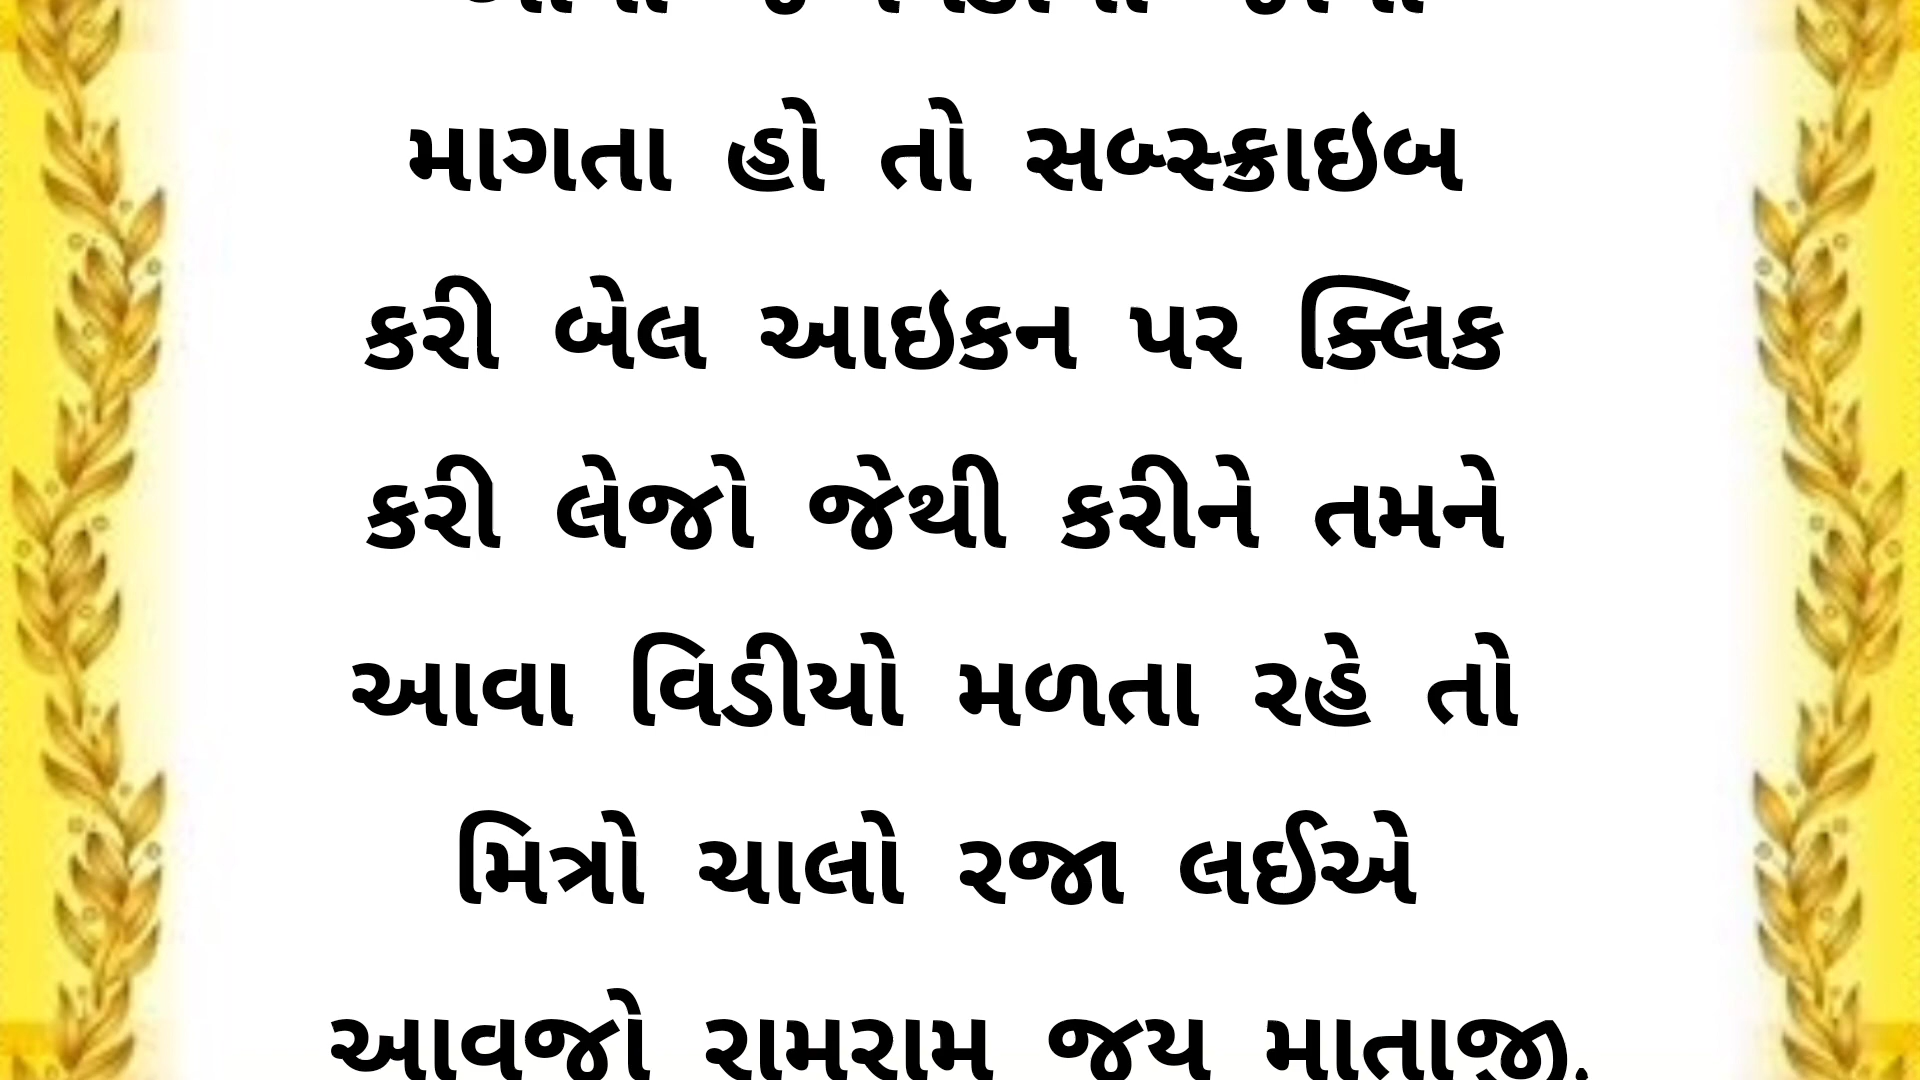 માગતા હો તો સબ્સ્ક્રાઇબ
કરી બેલ આઇકન પર ક્લિક
કરી લેજો જેથી કરીને તમને
આવા વિડીયો મળતા રહે તો
મિત્રો ચાલો રજા લઈએ
આવજો રામરામ જય માતાજી.